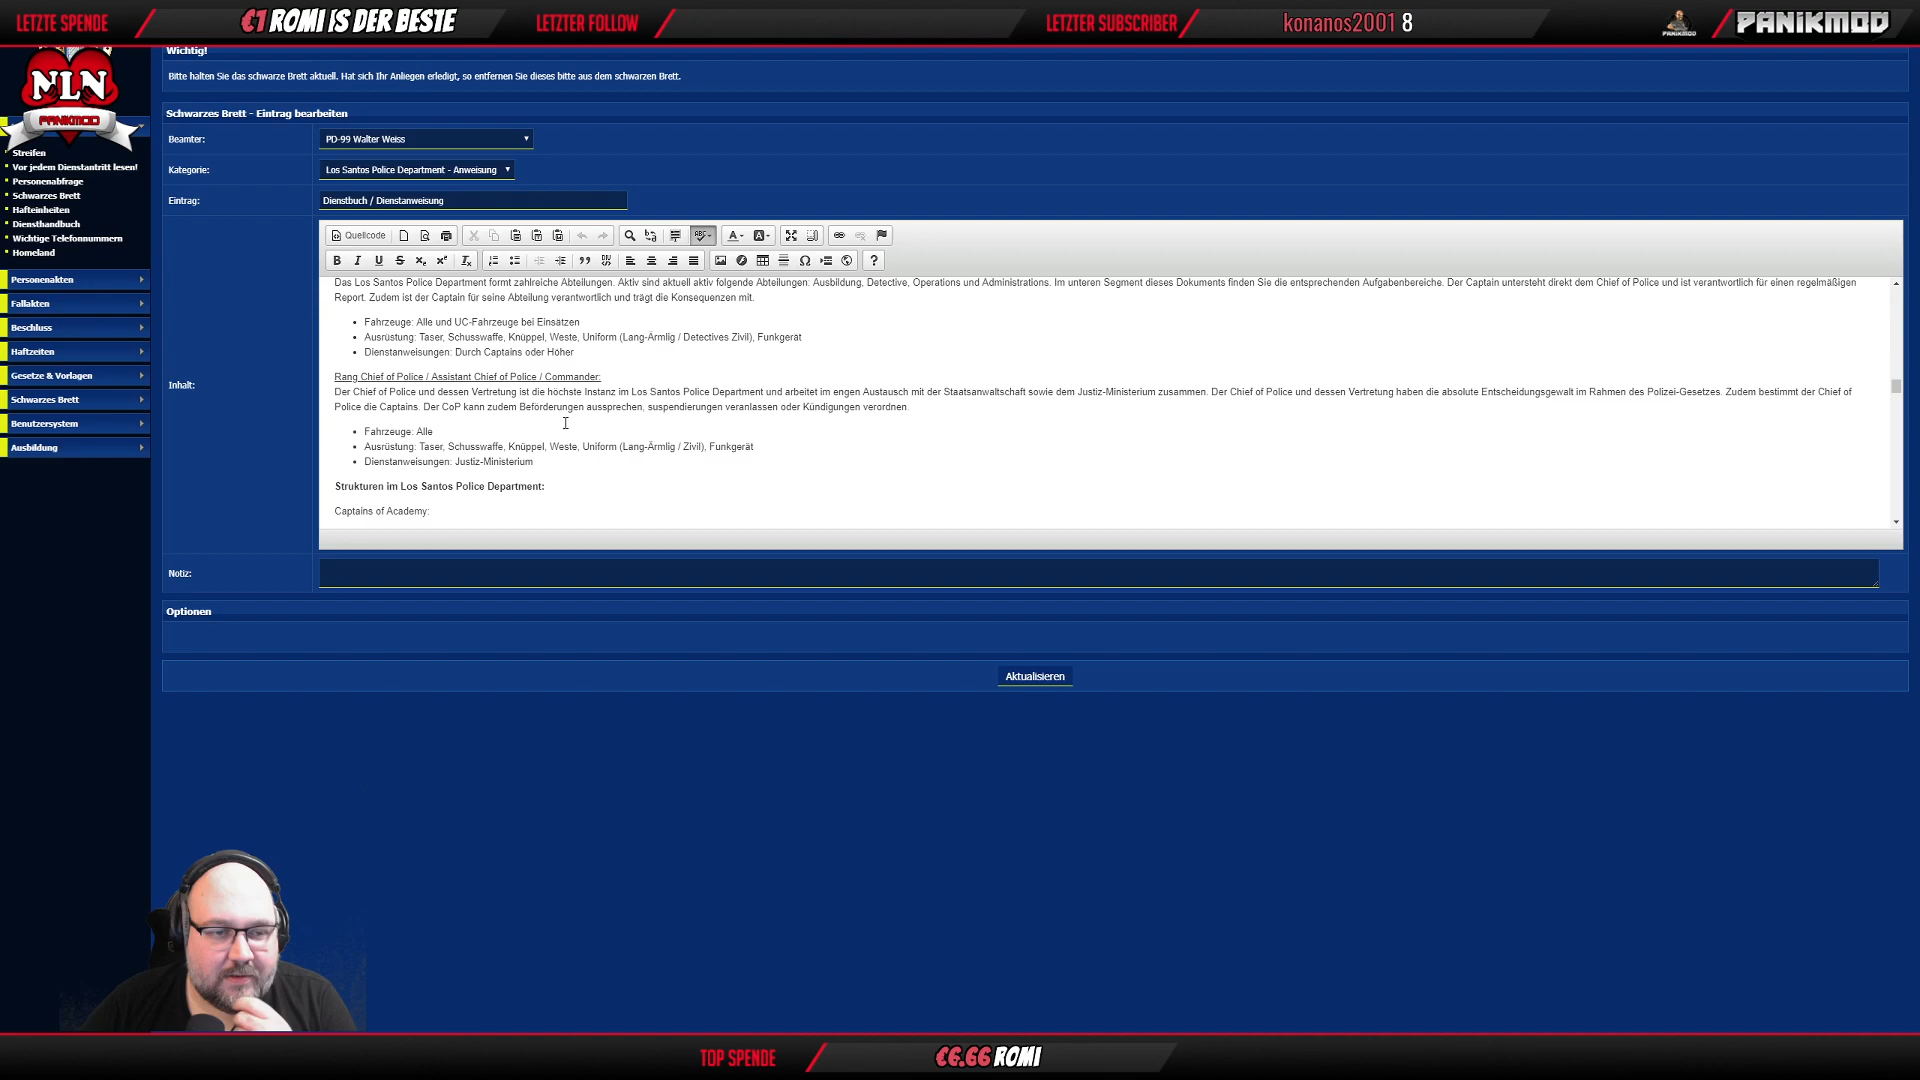 LETZTE SPENDE
€1 ROMI IS DER BESTE
LETZTER FOLLOW
LETZTER SUBSCRIBER
konanos2001 8
PANIKMOD
PANIKMOD
NLN
PANIKMOD
Streifen
Vor jedem Dienstantritt lesen!
Personenabfrage
Schwarzes Brett
Hafteinheiten
Diensthandbuch
Wichtige Telefonnummern
Homeland
Personenakten
Fallakten
Beschluss
Haftzeiten
Gesetze & Vorlagen
Schwarzes Brett
Benutzersystem
Ausbildung
Wichtig!
Bitte halten Sie das schwarze Brett aktuell. Hat sich Ihr Anliegen erledigt, so entfernen Sie dieses bitte aus dem schwarzen Brett.
Schwarzes Brett - Eintrag bearbeiten
Beamter:
PD-99 Walter Weiss
Kategorie:
Los Santos Police Department - Anweisung
Eintrag:
Dienstbuch / Dienstanweisung
Inhalt:
Quellcode
Das Los Santos Police Department formt zahlreiche Abteilungen. Aktiv sind aktuell aktiv folgende Abteilungen: Ausbildung, Detective, Operations und Administrations. Im unteren Segment dieses Dokuments finden Sie die entsprechenden Aufgabenbereiche. Der Captain untersteht direkt dem Chief of Police und ist verantwortlich für einen regelmäßigen
Report. Zudem ist der Captain für seine Abteilung verantwortlich und trägt die Konsequenzen mit.
• Fahrzeuge: Alle und UC-Fahrzeuge bei Einsätzen
• Ausrüstung: Taser, Schusswaffe, Knüppel, Weste, Uniform (Lang-Ärmlig / Detectives Zivil), Funkgerät
• Dienstanweisungen: Durch Captains oder Höher
Rang Chief of Police / Assistant Chief of Police / Commander:
Der Chief of Police und dessen Vertretung ist die höchste Instanz im Los Santos Police Department und arbeitet im engen Austausch mit der Staatsanwaltschaft sowie dem Justiz-Ministerium zusammen. Der Chief of Police und dessen Vertretung haben die absolute Entscheidungsgewalt im Rahmen des Polizei-Gesetzes. Zudem bestimmt der Chief of
Police die Captains. Der CoP kann zudem Beförderungen aussprechen, suspendierungen veranlassen oder Kündigungen verordnen.
• Fahrzeuge: Alle
• Ausrüstung: Taser, Schusswaffe, Knüppel, Weste, Uniform (Lang-Ärmlig / Zivil), Funkgerät
• Dienstanweisungen: Justiz-Ministerium
Strukturen im Los Santos Police Department:
Captains of Academy:
Notiz:
Optionen
Aktualisieren
TOP SPENDE
€6.66 ROMI